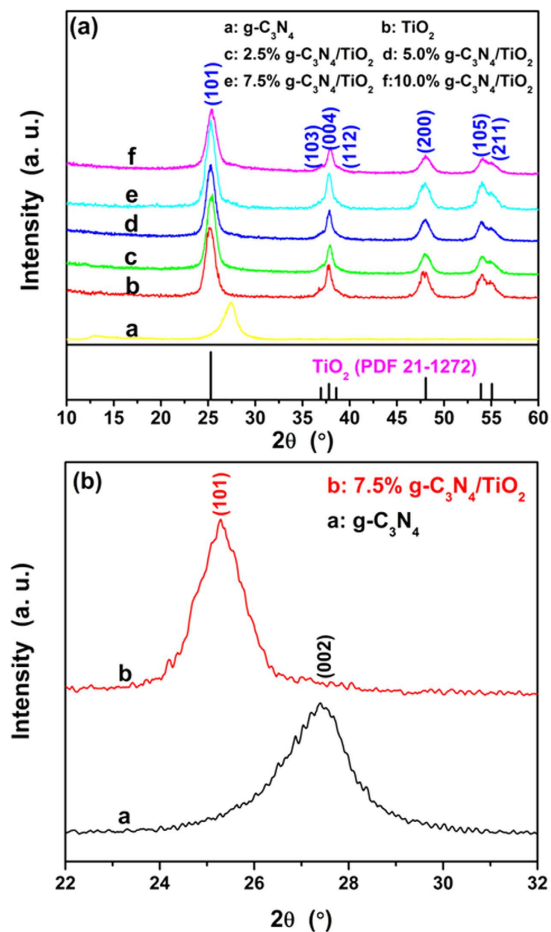 (a) a: g-C₃N₄ b: TiO₂
c: 2.5% g-C₃N₄/TiO₂ d: 5.0% g-C₃N₄/TiO₂
e: 7.5% g-C₃N₄/TiO₂ f:10.0% g-C₃N₄/TiO₂
(101)
(103)
(004)
(112)
(200)
(105)
(211)
f
e
d
c
b
a
Intensity (a. u.)
TiO₂ (PDF 21-1272)
10 15 20 25 30 35 40 45 50 55 60
2θ (°)
(b)
b: 7.5% g-C₃N₄/TiO₂
a: g-C₃N₄
(101)
(002)
b
a
Intensity (a. u.)
22 24 26 28 30 32
2θ (°)